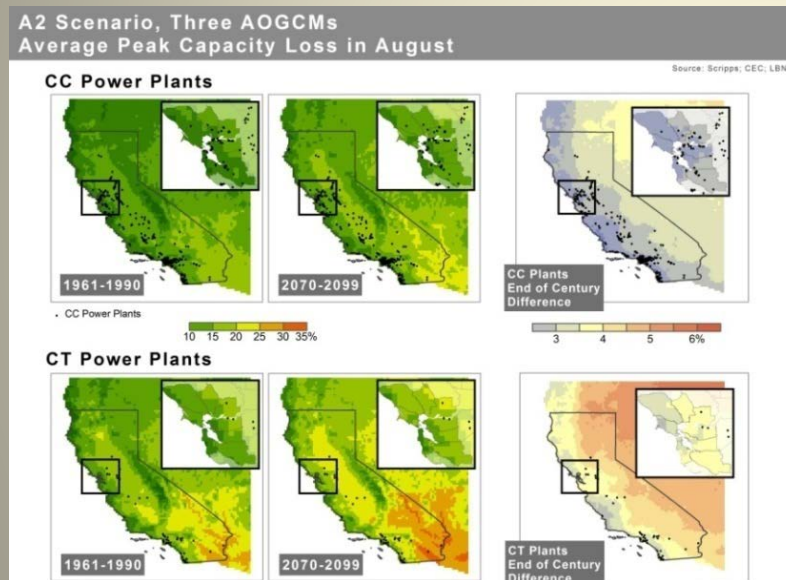 A2 Scenario, Three AOGCMs
Average Peak Capacity Loss in August
Source: Scripps; CEC; LBN
CC Power Plants
1961-1990
2070-2099
CC Plants
End of Century
Difference
. CC Power Plants
10 15 20 25 30 35%
3 4 5 6%
CT Power Plants
1961-1990
2070-2099
CT Plants
End of Century
Difference